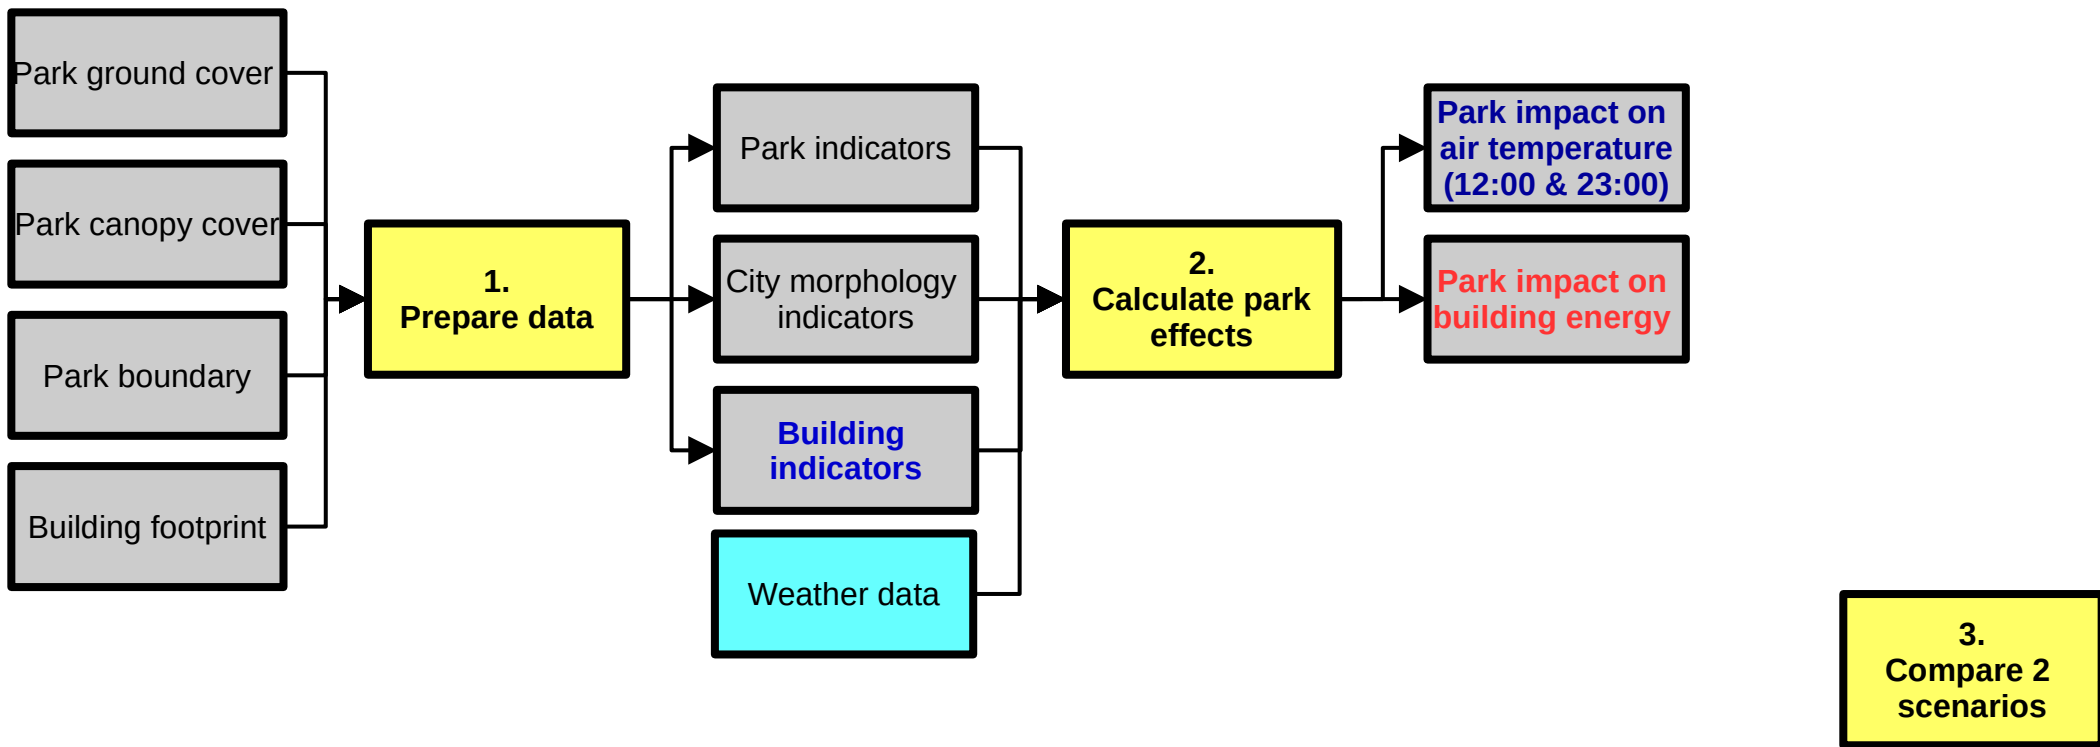 Park ground cover
Park canopy cover
Park boundary
Building footprint
1.
Prepare data
Park indicators
City morphology
indicators
Building
indicators
Weather data
2.
Calculate park
effects
Park impact on
air temperature
(12:00 & 23:00)
Park impact on
building energy
3.
Compare 2
scenarios